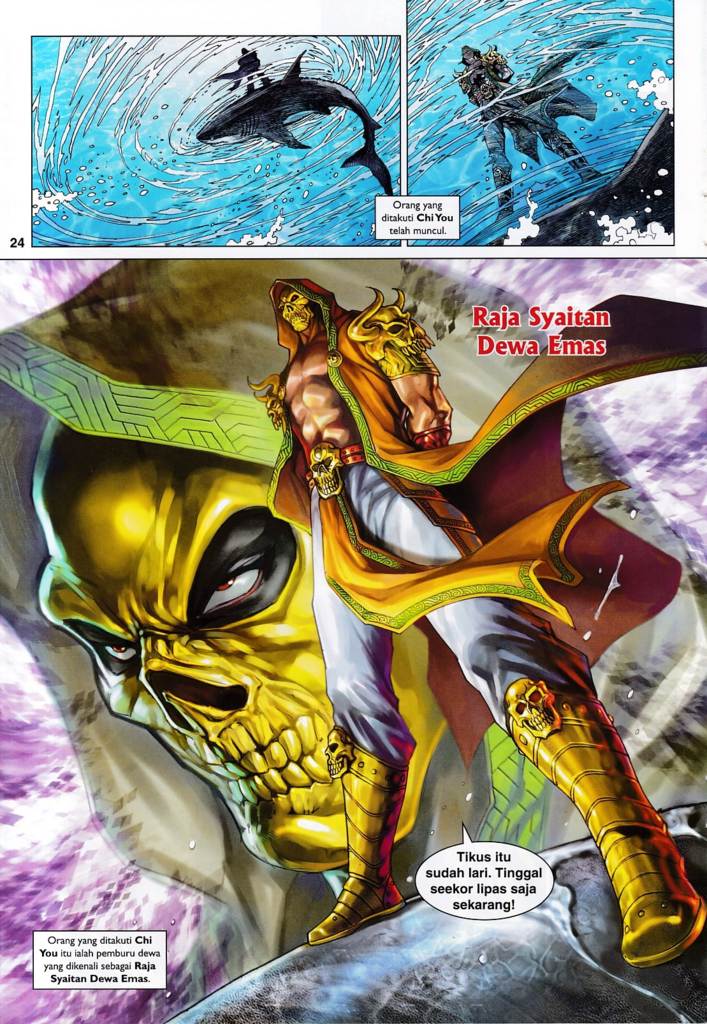 Orang yang
ditakuti Chi You
telah muncul.
24
Raja Syaitan
Dewa Emas
Tikus itu
sudah lari. Tinggal
seekor lipas saja
sekarang!
Orang yang ditakuti Chi
You itu ialah pemburu dewa
yang dikenali sebagai Raja
Syaitan Dewa Emas.